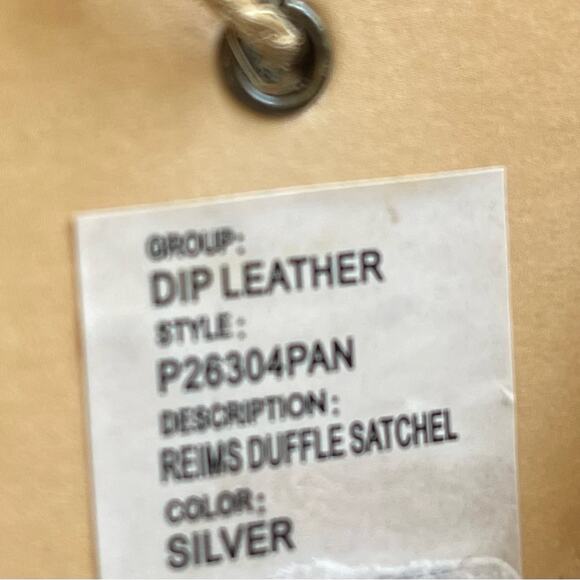 GROUP:
DIP LEATHER
STYLE:
P26304PAN
DESCRIPTION:
REIMS DUFFLE SATCHEL
COLOR:
SILVER